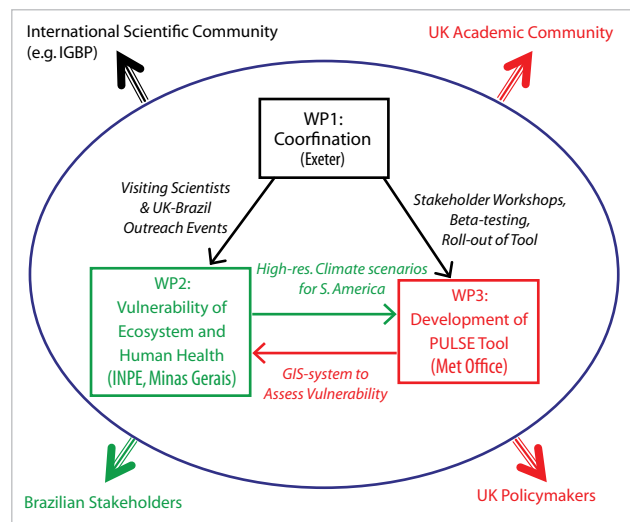 International Scientific Community
(e.g. IGBP)
UK Academic Community
WP1:
Coorfination
(Exeter)
Visiting Scientists
& UK-Brazil
Outreach Events
Stakeholder Workshops,
Beta-testing,
Roll-out of Tool
High-res. Climate scenarios
for S. America
WP2:
Vulnerability of
Ecosystem and
Human Health
(INPE, Minas Gerais)
WP3:
Development of
PULSE Tool
(Met Office)
GIS-system to
Assess Vulnerability
Brazilian Stakeholders
UK Policymakers